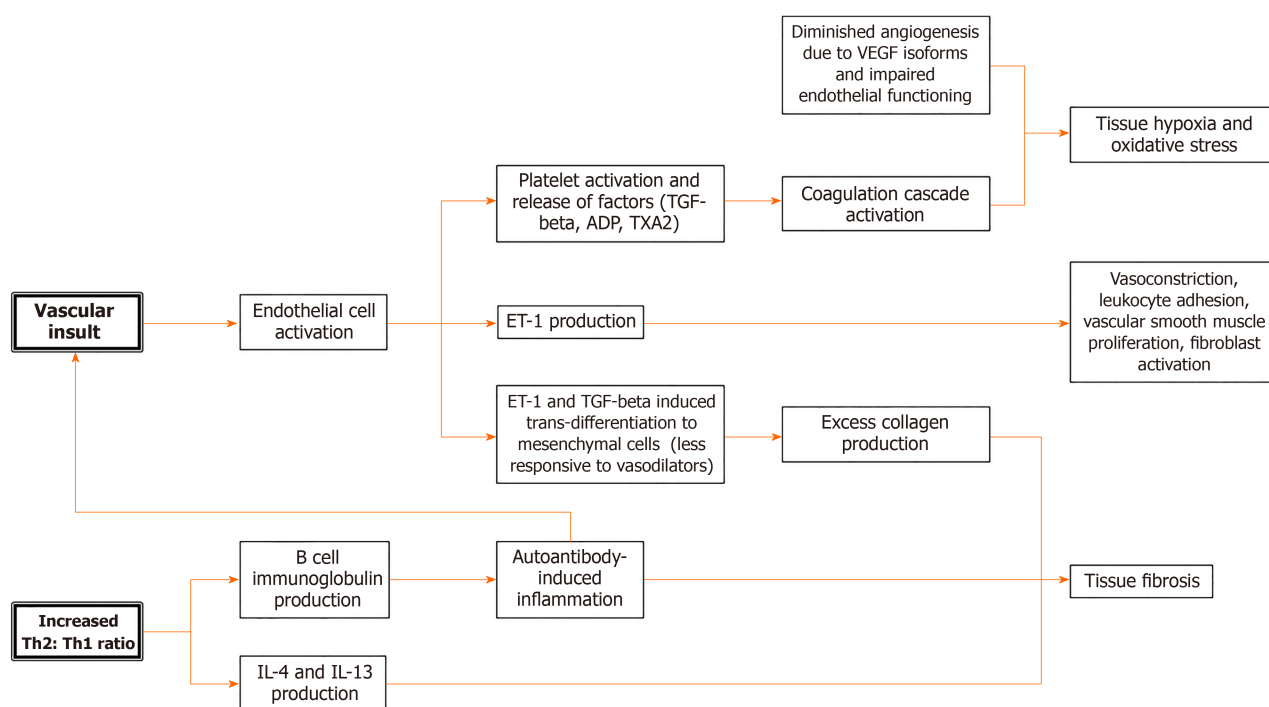 Diminished angiogenesis
due to VEGF isoforms
and impaired
endothelial functioning
Tissue hypoxia and
oxidative stress
Platelet activation and
release of factors (TGF-
beta, ADP, TXA2)
Coagulation cascade
activation
Vascular
insult
Endothelial cell
activation
ET-1 production
Vasoconstriction,
leukocyte adhesion,
vascular smooth muscle
proliferation, fibroblast
activation
ET-1 and TGF-beta induced
trans-differentiation to
mesenchymal cells (less
responsive to vasodilators)
Excess collagen
production
B cell
immunoglobulin
production
Autoantibody-
induced
inflammation
Tissue fibrosis
Increased
Th2: Th1 ratio
IL-4 and IL-13
production